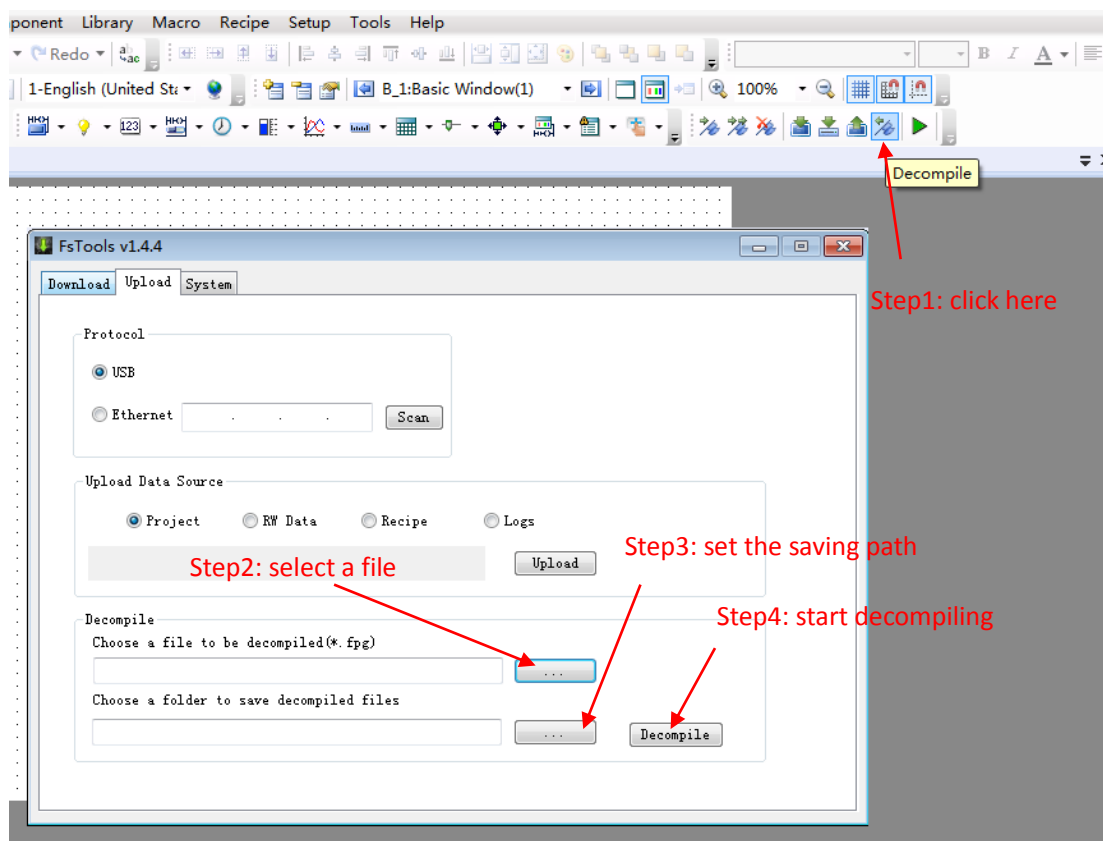 ponent Library Macro Recipe Setup Tools Help
Redo
1-English (United Sta B_1:Basic Window(1) 100%
123
Decompile
FsTools v1.4.4
Download Upload System
Step1: click here
Protocol
USB
Ethernet . . . Scan
Upload Data Source
Project RW Data Recipe Logs
Step3: set the saving path
Step2: select a file
Upload
Step4: start decompiling
Decompile
Choose a file to be decompiled(*.fpg)
...
Choose a folder to save decompiled files
... Decompile